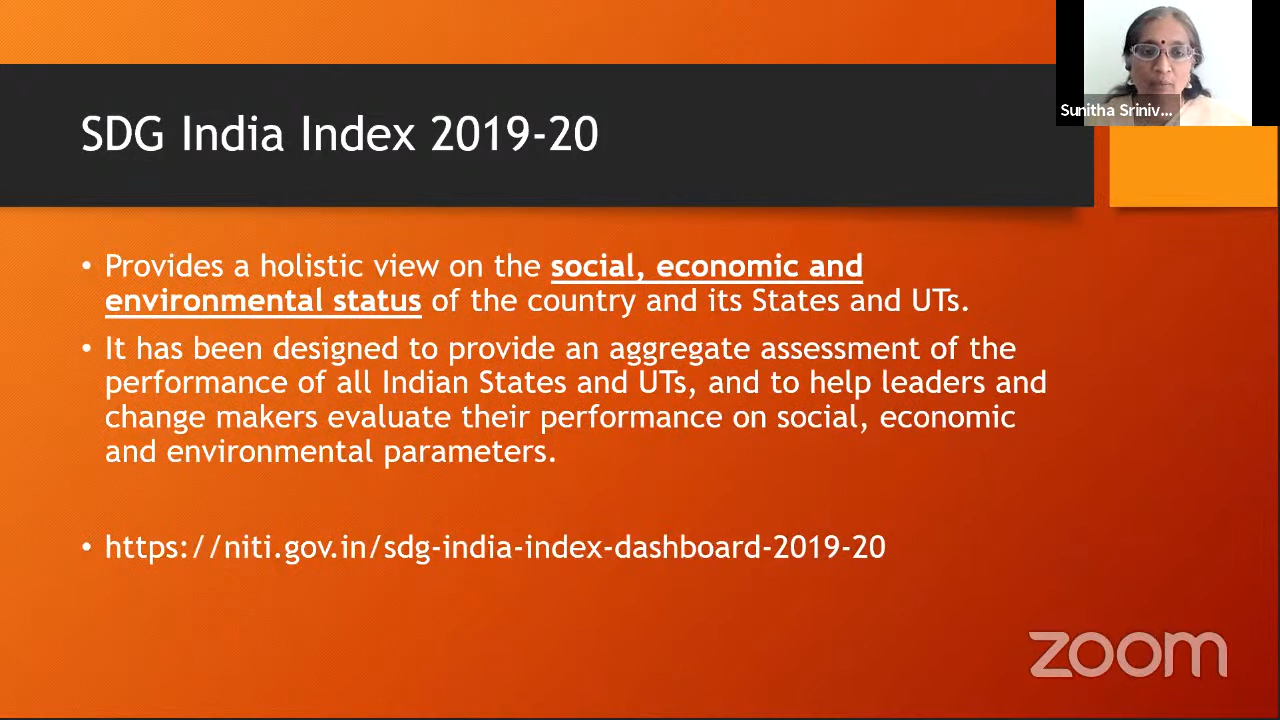 Sunitha Sriniv...
SDG India Index 2019-20
• Provides a holistic view on the social, economic and
environmental status of the country and its States and UTs.
• It has been designed to provide an aggregate assessment of the
performance of all Indian States and UTs, and to help leaders and
change makers evaluate their performance on social, economic
and environmental parameters.
• https://niti.gov.in/sdg-india-index-dashboard-2019-20
zoom